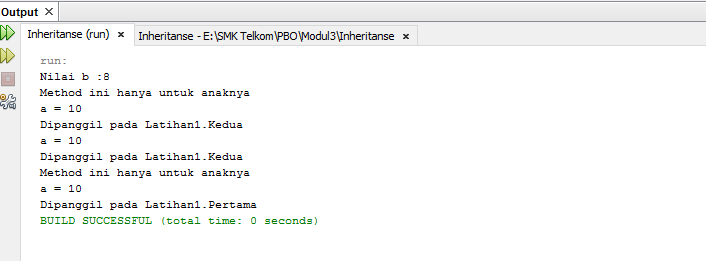 Output ×
Inheritanse (run) × Inheritanse - E:\SMK Telkom\PBO\Modul3\Inheritanse ×
run:
Nilai b :8
Method ini hanya untuk anaknya
a = 10
Dipanggil pada Latihan1.Kedua
a = 10
Dipanggil pada Latihan1.Kedua
Method ini hanya untuk anaknya
a = 10
Dipanggil pada Latihan1.Pertama
BUILD SUCCESSFUL (total time: 0 seconds)